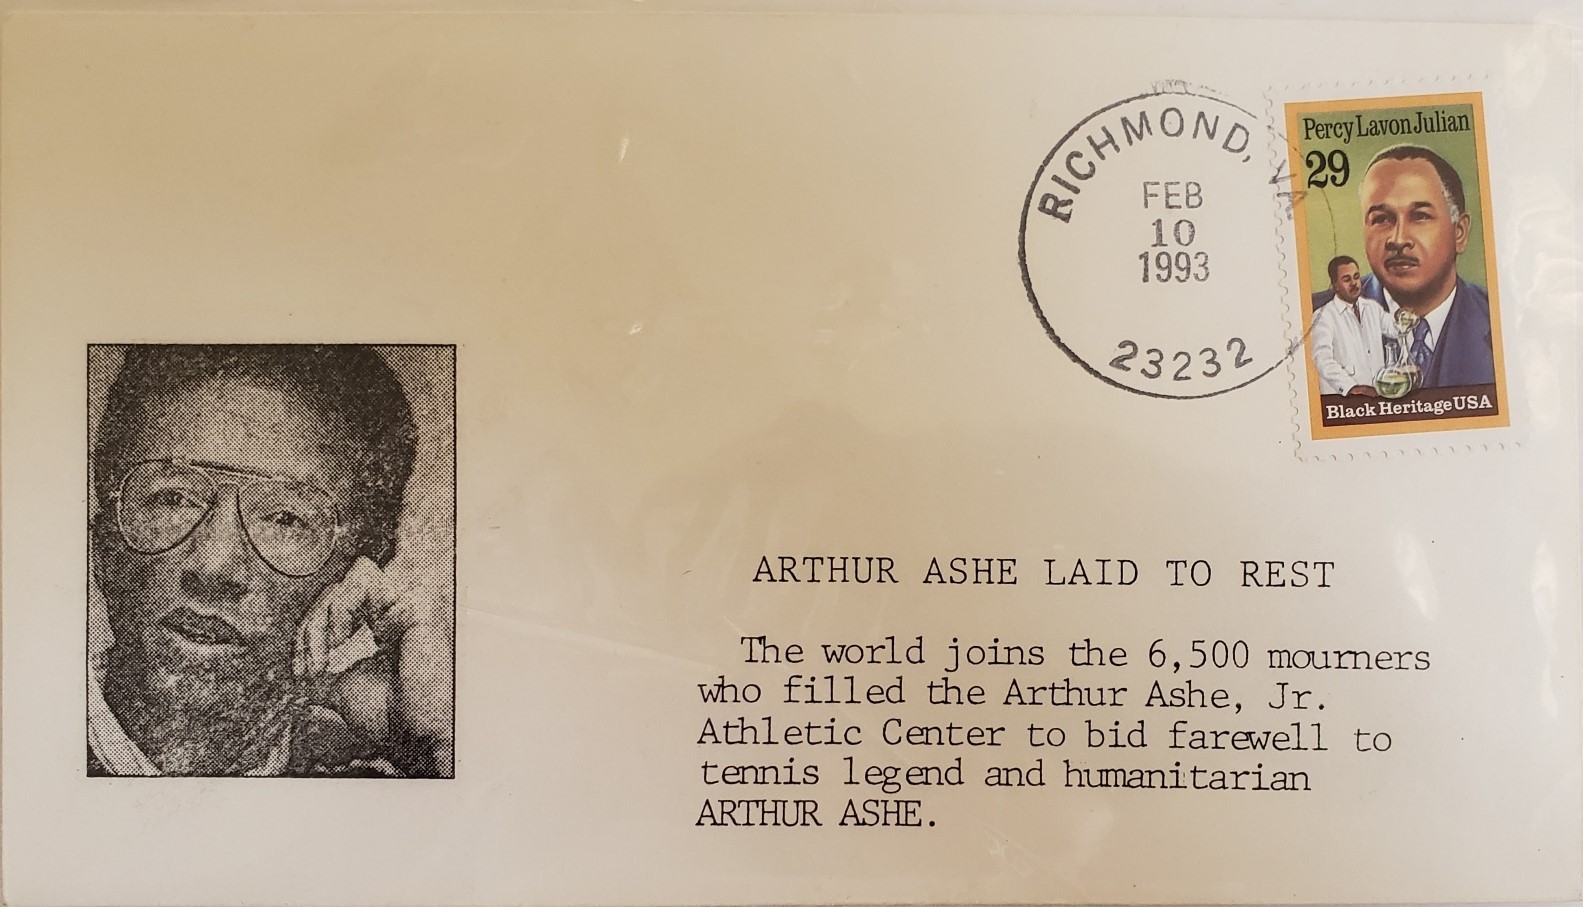 RICHMOND, VA
FEB
10
1993
23232
Percy Lavon Julian
29
Black Heritage USA
ARTHUR ASHE LAID TO REST
The world joins the 6,500 mourners
who filled the Arthur Ashe, Jr.
Athletic Center to bid farewell to
tennis legend and humanitarian
ARTHUR ASHE.